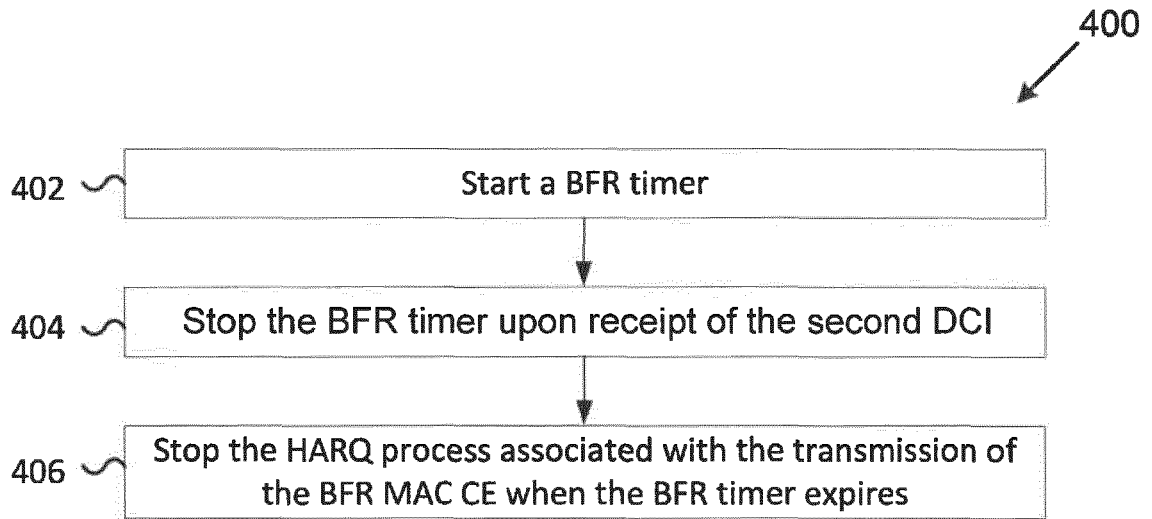 400
402
Start a BFR timer
404
Stop the BFR timer upon receipt of the second DCI
406
Stop the HARQ process associated with the transmission of
the BFR MAC CE when the BFR timer expires